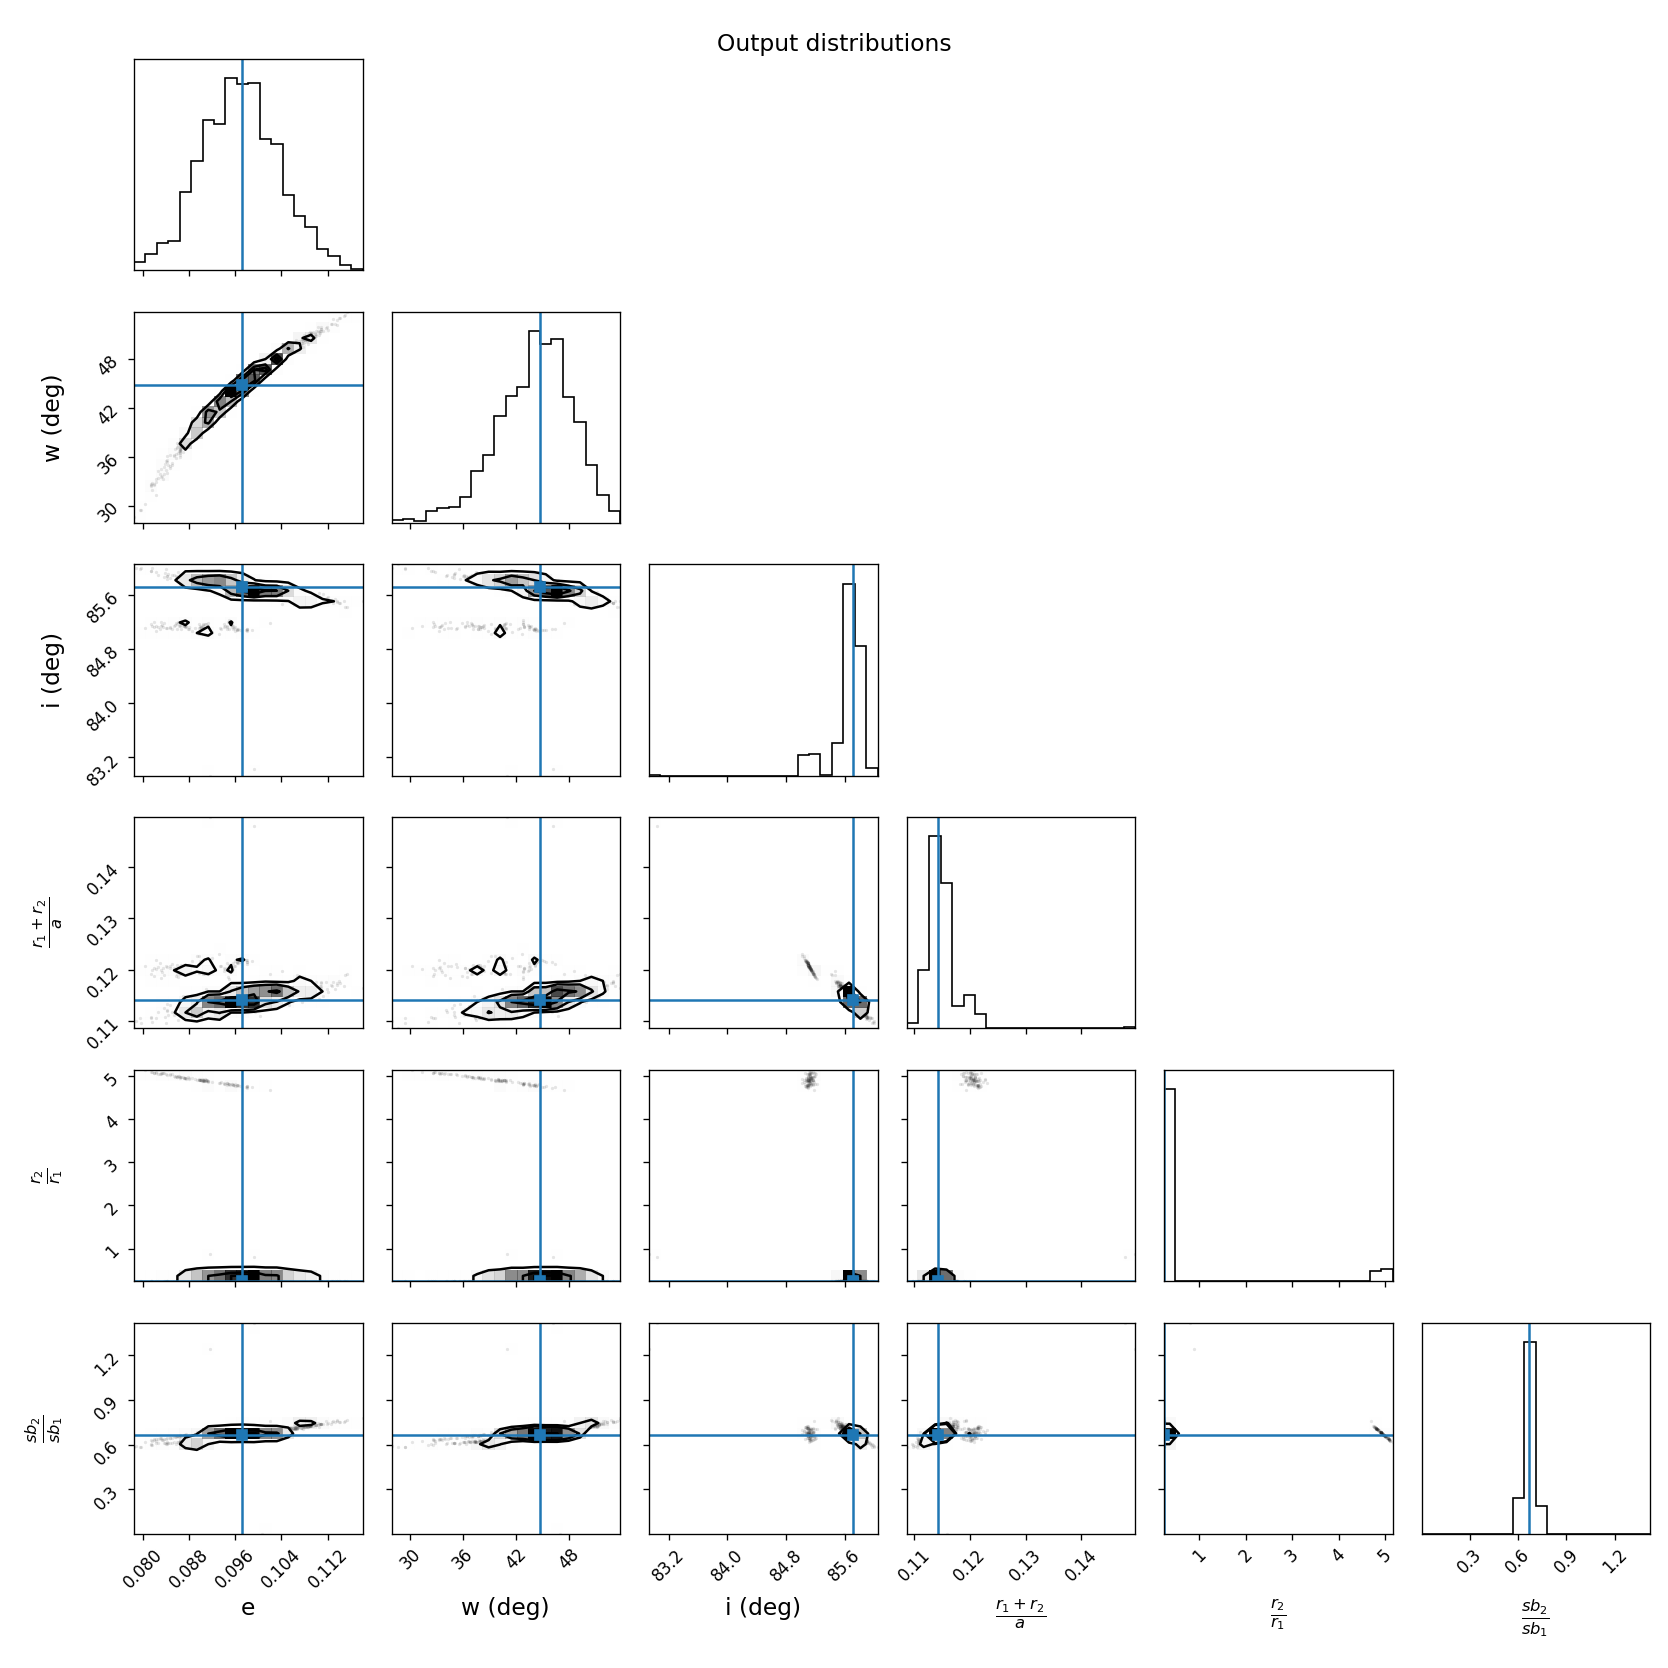 Output distributions
w (deg)
48
42
36
30
i (deg)
85.6
84.8
84.0
83.2
r₁ + r₂
a
0.14
0.13
0.12
0.11
r₂
r₁
5
4
3
2
1
sb₂
sb₁
1.2
0.9
0.6
0.3
0.080 0.088 0.096 0.104 0.112
30 36 42 48
83.2 84.0 84.8 85.6
0.11 0.12 0.13 0.14
1 2 3 4 5
0.3 0.6 0.9 1.2
e
w (deg)
i (deg)
r₁ + r₂
a
r₂
r₁
sb₂
sb₁